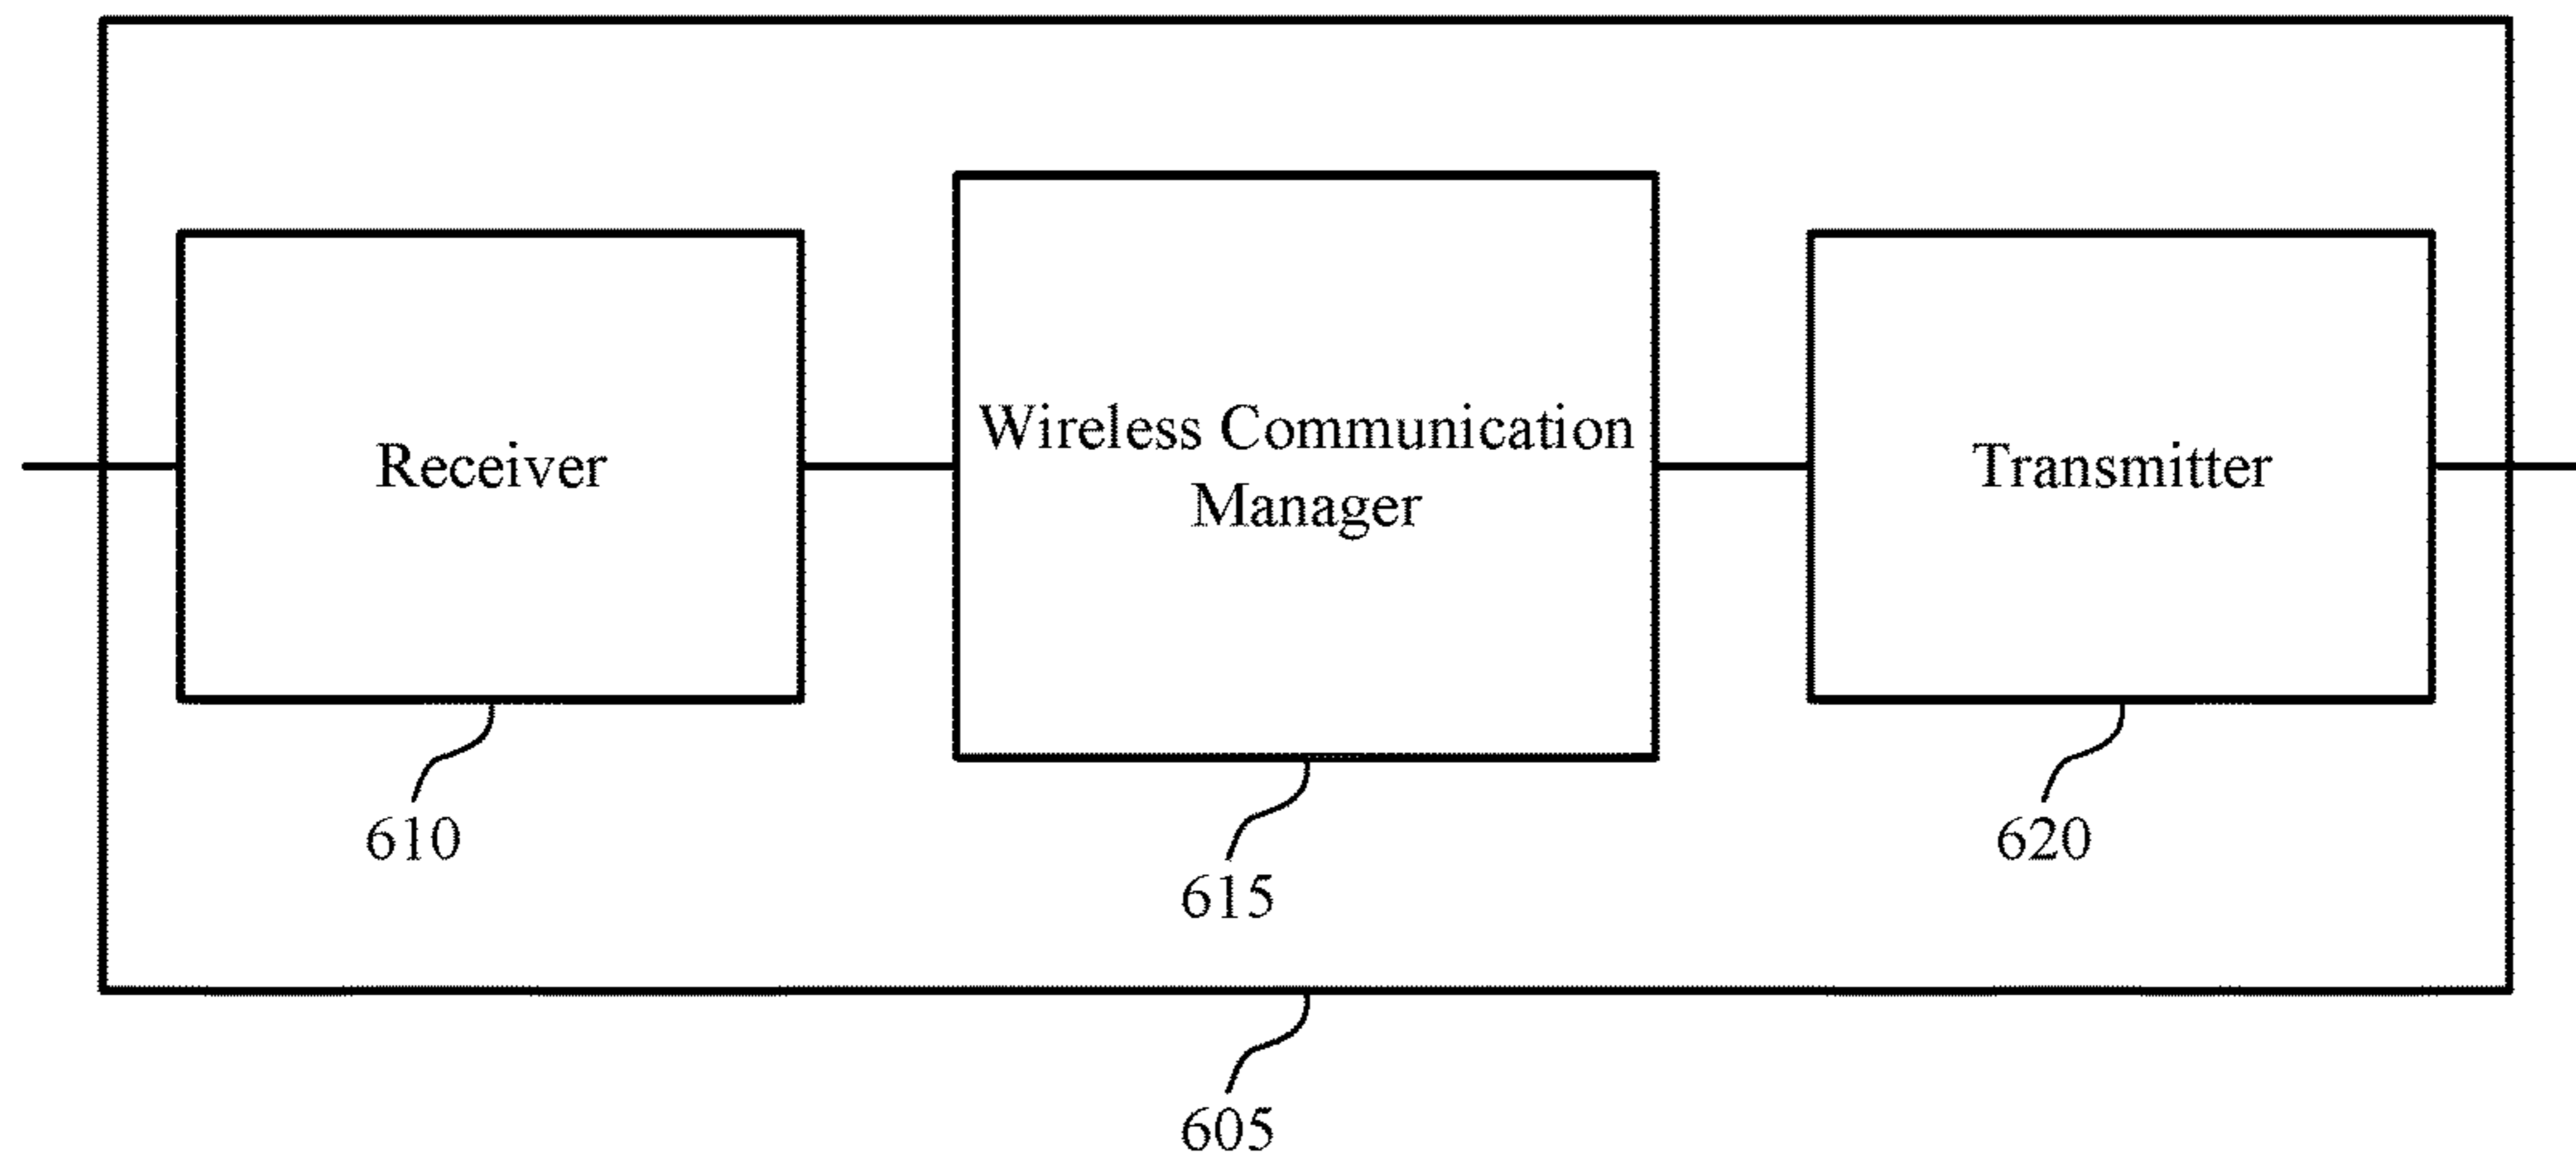 Receiver
Wireless Communication
Manager
Transmitter
610
615
620
605